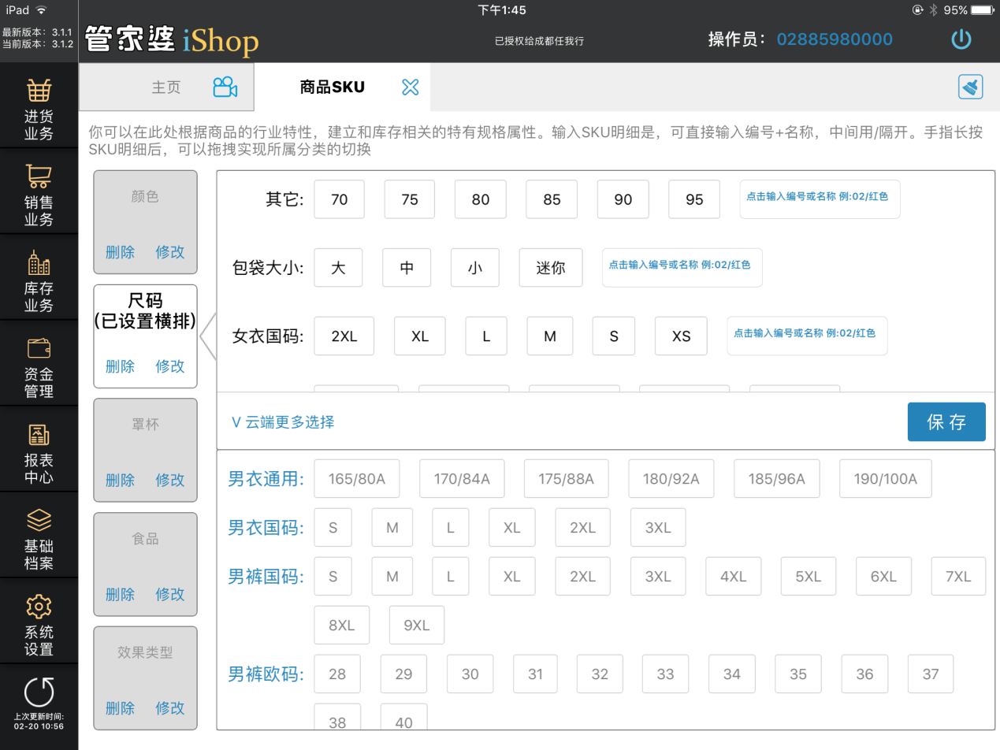 iPad
下午1:45
95%
最新版本：3.1.1
当前版本：3.1.2
管家婆 iShop
已授权给成都任我行
操作员：02885980000
主页
商品SKU
你可以在此处根据商品的行业特性，建立和库存相关的特有规格属性。输入SKU明细是，可直接输入编号+名称，中间用/隔开。手指长按
SKU明细后，可以拖拽实现所属分类的切换
进货
业务
销售
业务
库存
业务
资金
管理
报表
中心
基础
档案
系统
设置
上次更新时间:
02-20 10:56
颜色
删除 修改
尺码
(已设置横排)
删除 修改
罩杯
删除 修改
食品
删除 修改
效果类型
删除 修改
其它: 70 75 80 85 90 95 点击输入编号或名称 例:02/红色
包袋大小: 大 中 小 迷你 点击输入编号或名称 例:02/红色
女衣国码: 2XL XL L M S XS 点击输入编号或名称 例:02/红色
V 云端更多选择
保 存
男衣通用: 165/80A 170/84A 175/88A 180/92A 185/96A 190/100A
男衣国码: S M L XL 2XL 3XL
男裤国码: S M L XL 2XL 3XL 4XL 5XL 6XL 7XL
8XL 9XL
男裤欧码: 28 29 30 31 32 33 34 35 36 37
38 40